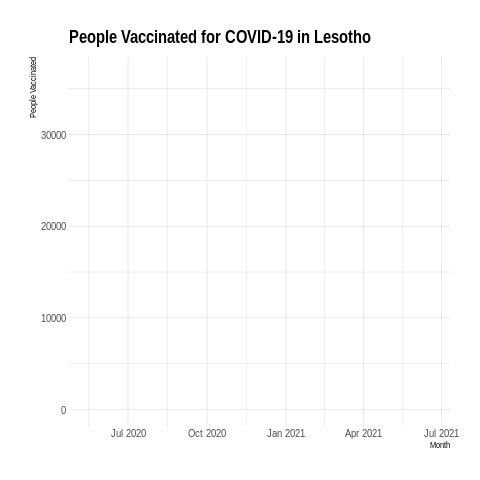 People Vaccinated for COVID-19 in Lesotho
People Vaccinated
30000
20000
10000
0
Jul 2020 Oct 2020 Jan 2021 Apr 2021 Jul 2021
Month